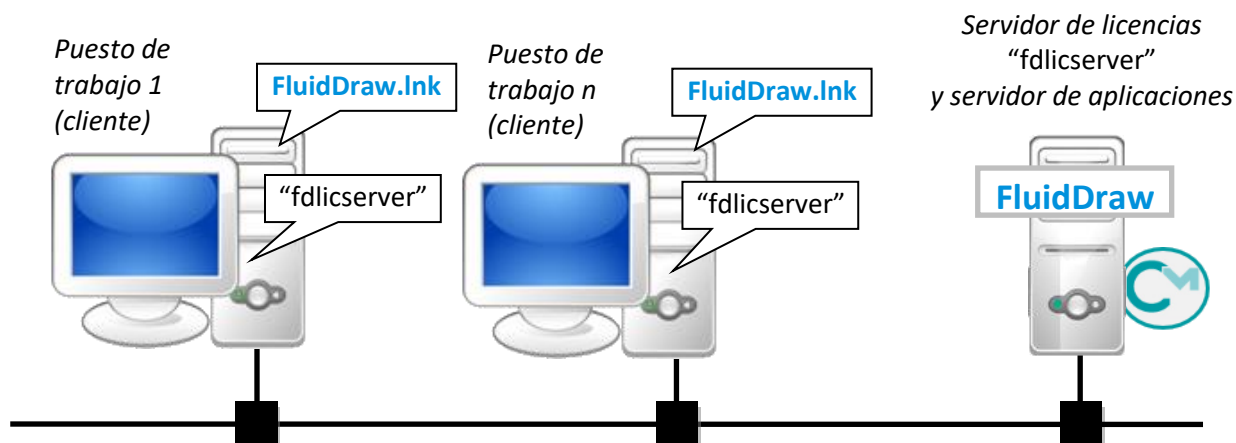 Puesto de
trabajo 1
(cliente)
FluidDraw.lnk
“fdlicserver”
Puesto de
trabajo n
(cliente)
FluidDraw.lnk
“fdlicserver”
Servidor de licencias
“fdlicserver”
y servidor de aplicaciones
FluidDraw
CM